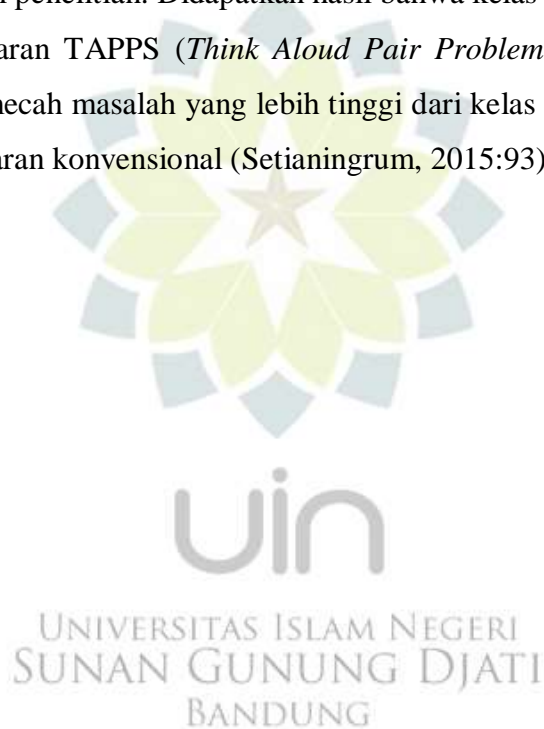 penelitian. Didapatkan hasil bahwa kelas
aran TAPPS (Think Aloud Pair Problem
mecah masalah yang lebih tinggi dari kelas
aran konvensional (Setianingrum, 2015:93)
uin
UNIVERSITAS ISLAM NEGERI
SUNAN GUNUNG DJATI
BANDUNG